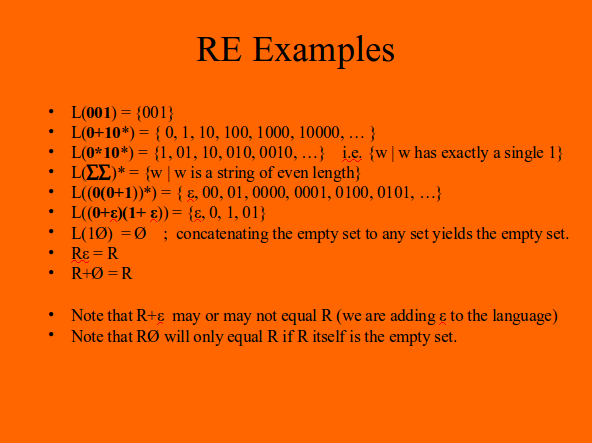 RE Examples
• L(001) = {001}
• L(0+10*) = { 0, 1, 10, 100, 1000, 10000, … }
• L(0*10*) = {1, 01, 10, 010, 0010, …} i.e. {w | w has exactly a single 1}
• L(ΣΣ)* = {w | w is a string of even length}
• L((0(0+1))*) = { ε, 00, 01, 0000, 0001, 0100, 0101, …}
• L((0+ε)(1+ ε)) = {ε, 0, 1, 01}
• L(1Ø) = Ø ; concatenating the empty set to any set yields the empty set.
• Rε = R
• R+Ø = R
• Note that R+ε may or may not equal R (we are adding ε to the language)
• Note that RØ will only equal R if R itself is the empty set.